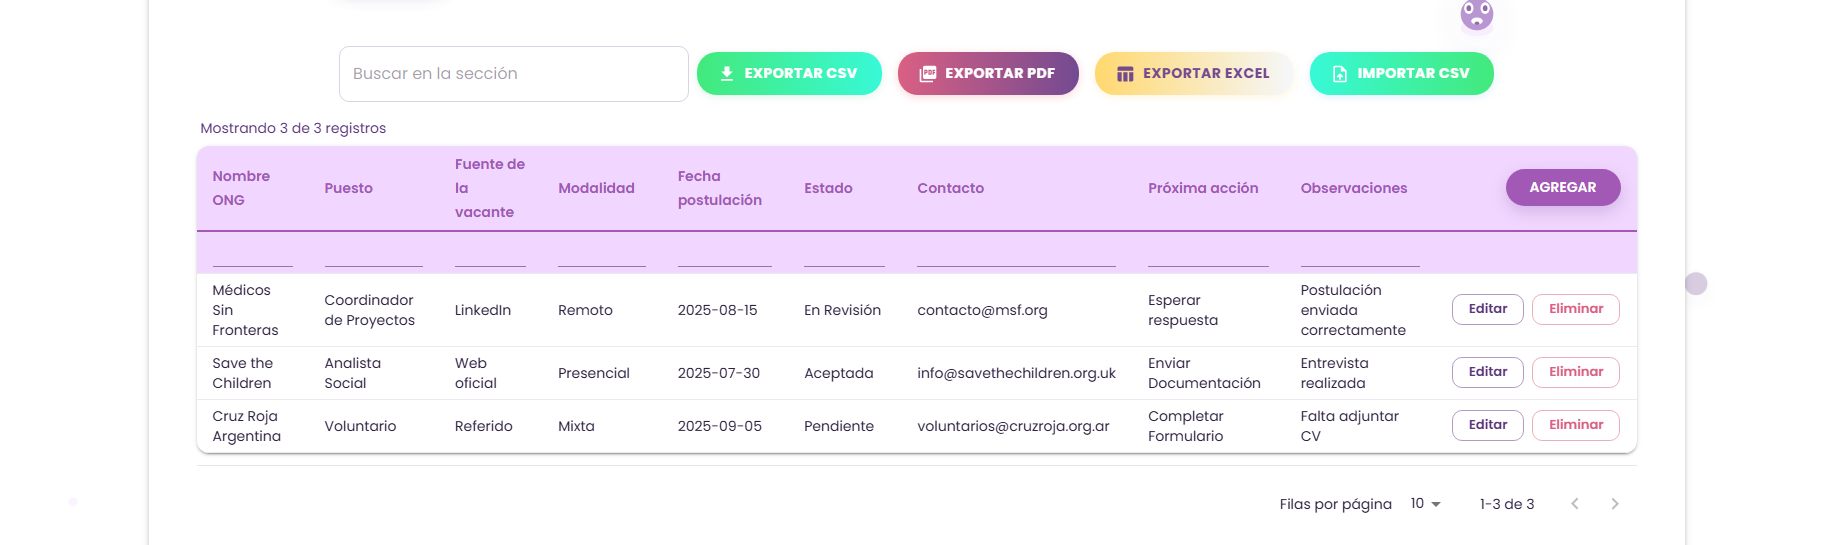 Buscar en la sección
EXPORTAR CSV
PDF
EXPORTAR PDF
EXPORTAR EXCEL
IMPORTAR CSV
Mostrando 3 de 3 registros
Nombre
ONG
Puesto
Fuente de
la
vacante
Modalidad
Fecha
postulación
Estado
Contacto
Próxima acción
Observaciones
AGREGAR
Médicos
Sin
Fronteras
Coordinador
de Proyectos
LinkedIn
Remoto
2025-08-15
En Revisión
contacto@msf.org
Esperar
respuesta
Postulación
enviada
correctamente
Editar
Eliminar
Save the
Children
Analista
Social
Web
oficial
Presencial
2025-07-30
Aceptada
info@savethechildren.org.uk
Enviar
Documentación
Entrevista
realizada
Editar
Eliminar
Cruz Roja
Argentina
Voluntario
Referido
Mixta
2025-09-05
Pendiente
voluntarios@cruzroja.org.ar
Completar
Formulario
Falta adjuntar
CV
Editar
Eliminar
Filas por página
10
1-3 de 3